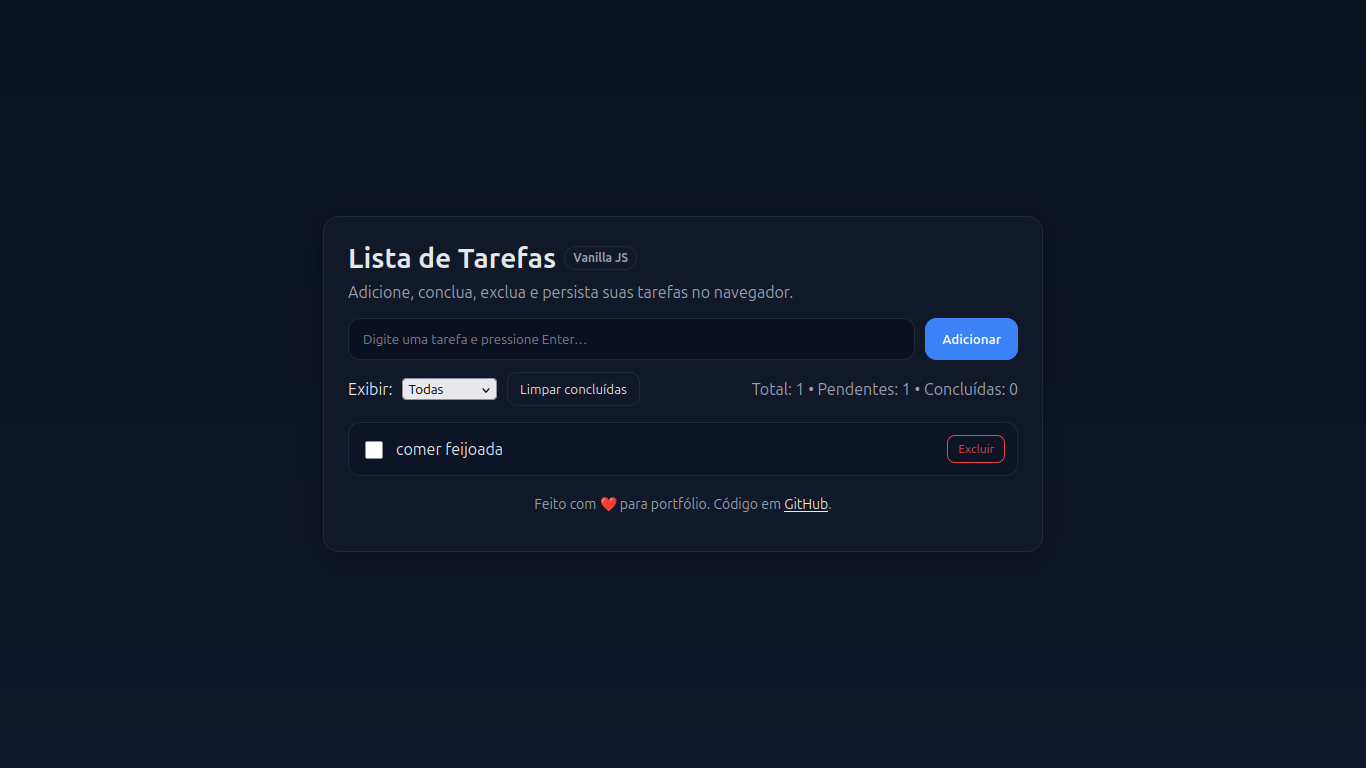 Lista de Tarefas Vanilla JS
Adicione, conclua, exclua e persista suas tarefas no navegador.
Digite uma tarefa e pressione Enter... Adicionar
Exibir: Todas Limpar concluídas Total: 1 • Pendentes: 1 • Concluídas: 0
comer feijoada Excluir
Feito com ❤️ para portfólio. Código em GitHub.